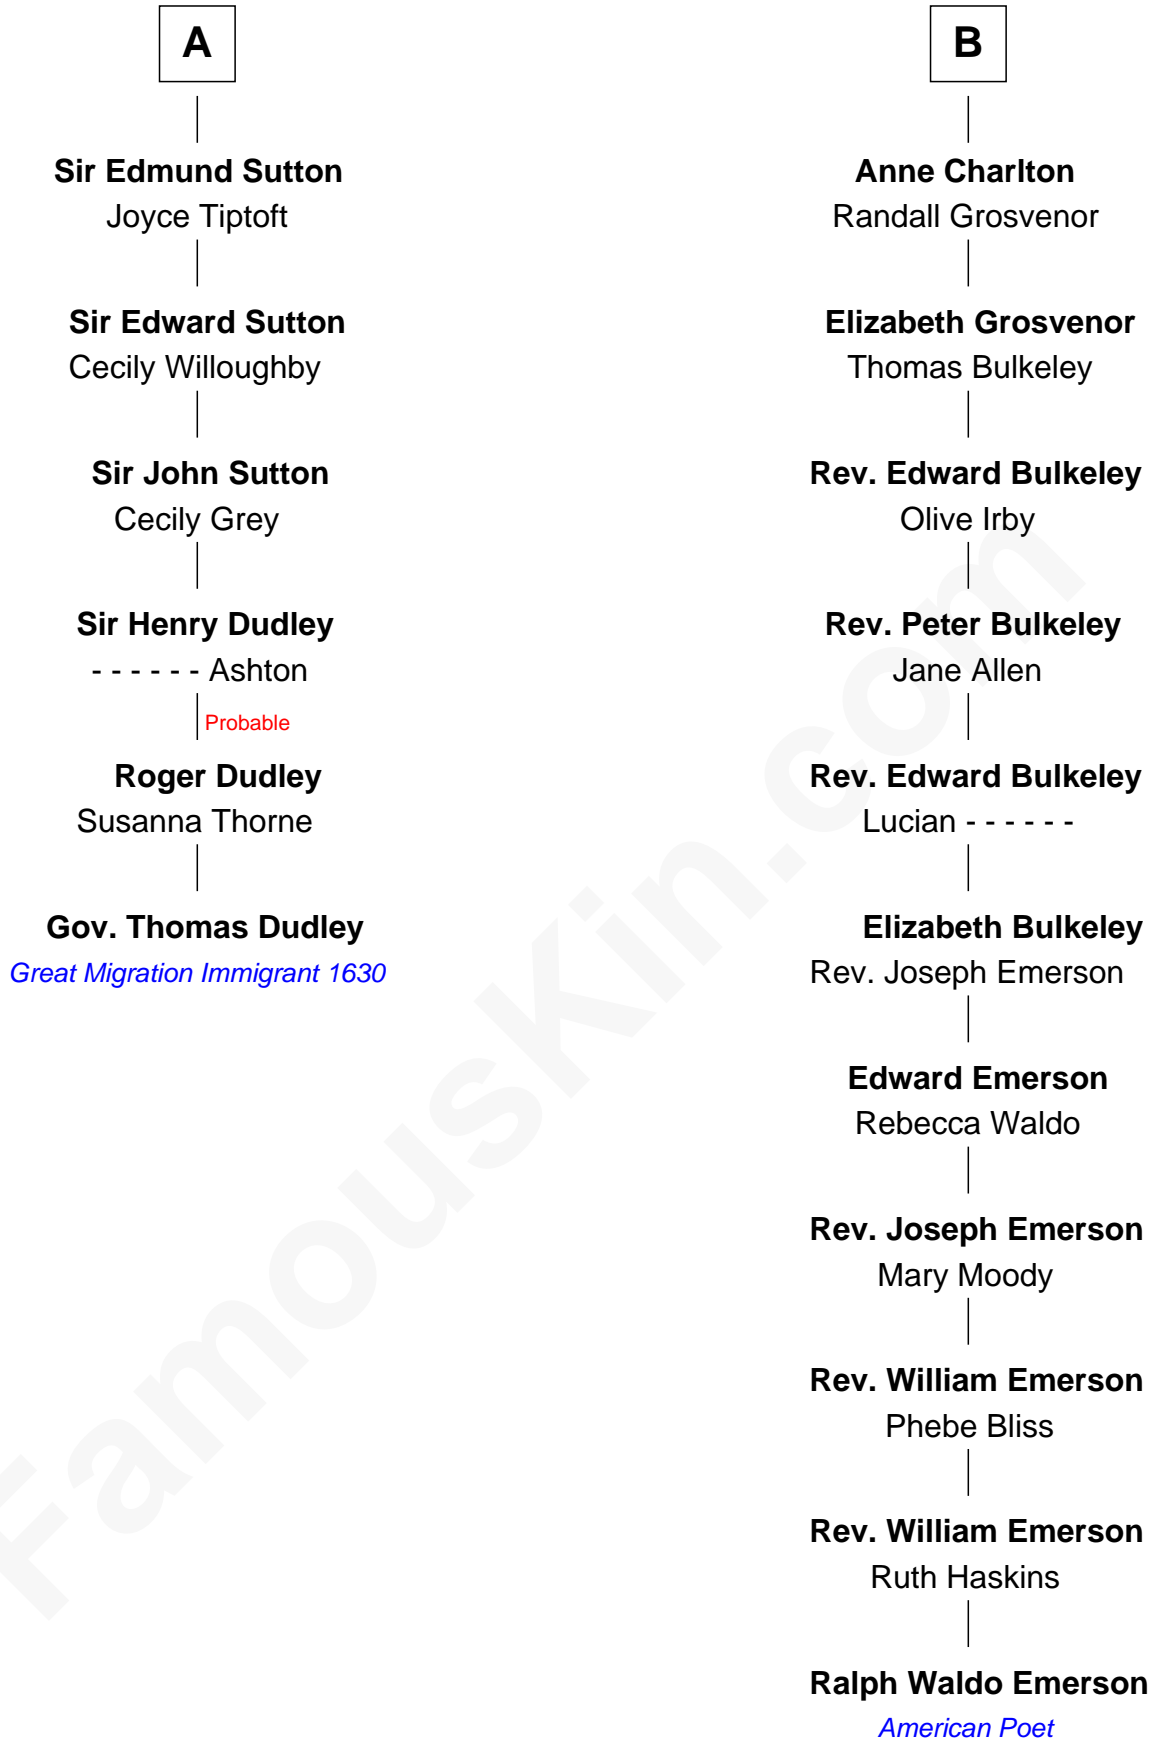 A
Sir Edmund Sutton
Joyce Tiptoft
Sir Edward Sutton
Cecily Willoughby
Sir John Sutton
Cecily Grey
Sir Henry Dudley
- - - - - - Ashton
Probable
Roger Dudley
Susanna Thorne
Gov. Thomas Dudley
Great Migration Immigrant 1630
B
Anne Charlton
Randall Grosvenor
Elizabeth Grosvenor
Thomas Bulkeley
Rev. Edward Bulkeley
Olive Irby
Rev. Peter Bulkeley
Jane Allen
Rev. Edward Bulkeley
Lucian - - - - - -
Elizabeth Bulkeley
Rev. Joseph Emerson
Edward Emerson
Rebecca Waldo
Rev. Joseph Emerson
Mary Moody
Rev. William Emerson
Phebe Bliss
Rev. William Emerson
Ruth Haskins
Ralph Waldo Emerson
American Poet
FamousKin.com